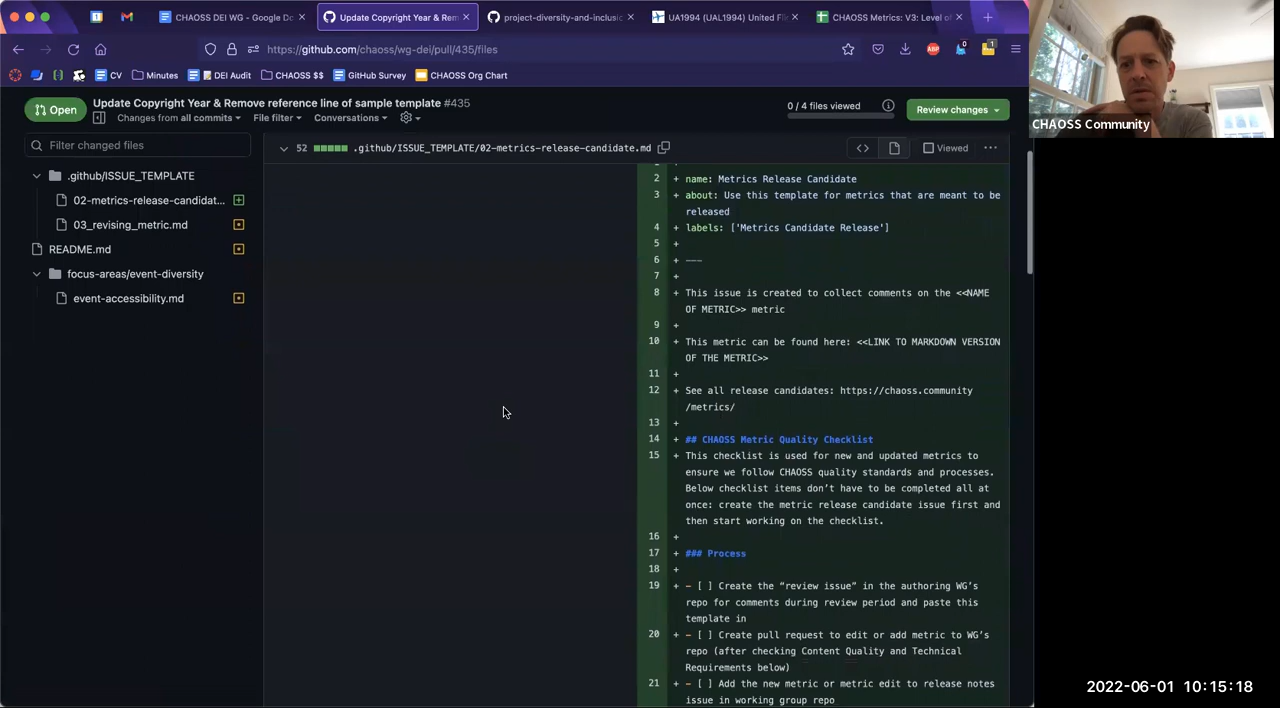 CHAOSS DEI WG - Google Do
Update Copyright Year & Rem
project-diversity-and-inclusio
UA1994 (UAL1994) United Fl
CHAOSS Metrics: V3: Level of
https://github.com/chaoss/wg-dei/pull/435/files
CV
Minutes
DEI Audit
CHAOSS $$
GitHub Survey
CHAOSS Org Chart
Open
Update Copyright Year & Remove reference line of sample template #435
Changes from all commits
File filter
Conversations
0 / 4 files viewed
Review changes
Filter changed files
.github/ISSUE_TEMPLATE
02-metrics-release-candidat...
03_revising_metric.md
README.md
focus-areas/event-diversity
event-accessibility.md
52 .github/ISSUE_TEMPLATE/02-metrics-release-candidate.md
Viewed
2 + name: Metrics Release Candidate
3 + about: Use this template for metrics that are meant to be
released
4 + labels: ['Metrics Candidate Release']
5 +
6 + ---
7 +
8 + This issue is created to collect comments on the <<NAME
OF METRIC>> metric
9 +
10 + This metric can be found here: <<LINK TO MARKDOWN VERSION
OF THE METRIC>>
11 +
12 + See all release candidates: https://chaoss.community
/metrics/
13 +
14 + ## CHAOSS Metric Quality Checklist
15 + This checklist is used for new and updated metrics to
ensure we follow CHAOSS quality standards and processes.
Below checklist items don’t have to be completed all at
once: create the metric release candidate issue first and
then start working on the checklist.
16 +
17 + ### Process
18 +
19 + - [ ] Create the “review issue” in the authoring WG’s
repo for comments during review period and paste this
template in
20 + - [ ] Create pull request to edit or add metric to WG’s
repo (after checking Content Quality and Technical
Requirements below)
21 + - [ ] Add the new metric or metric edit to release notes
issue in working group repo
CHAOSS Community
2022-06-01 10:15:18